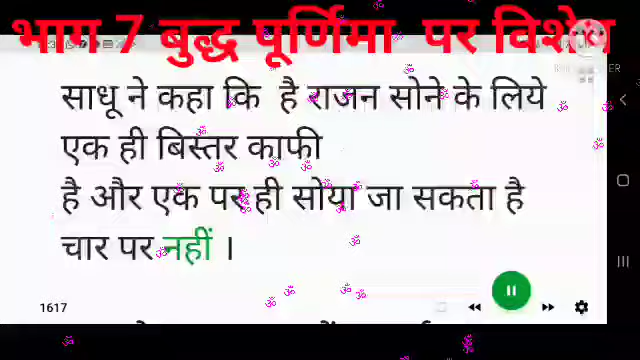 भाग 7 बुद्ध पूर्णिमा पर विशेष
साधू ने कहा कि है राजन सोने के लिये
एक ही बिस्तर काफी
है और एक पर ही सोया जा सकता है
चार पर नहीं ।
1617